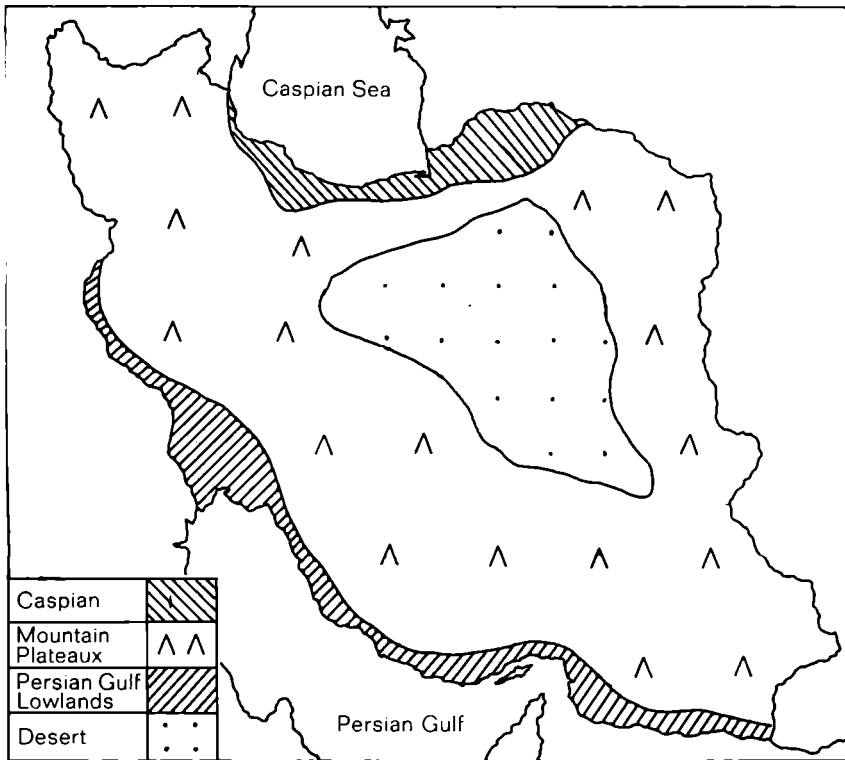 Caspian Sea
Caspian
Mountain
Plateaux
Persian Gulf
Lowlands
Desert
Persian Gulf